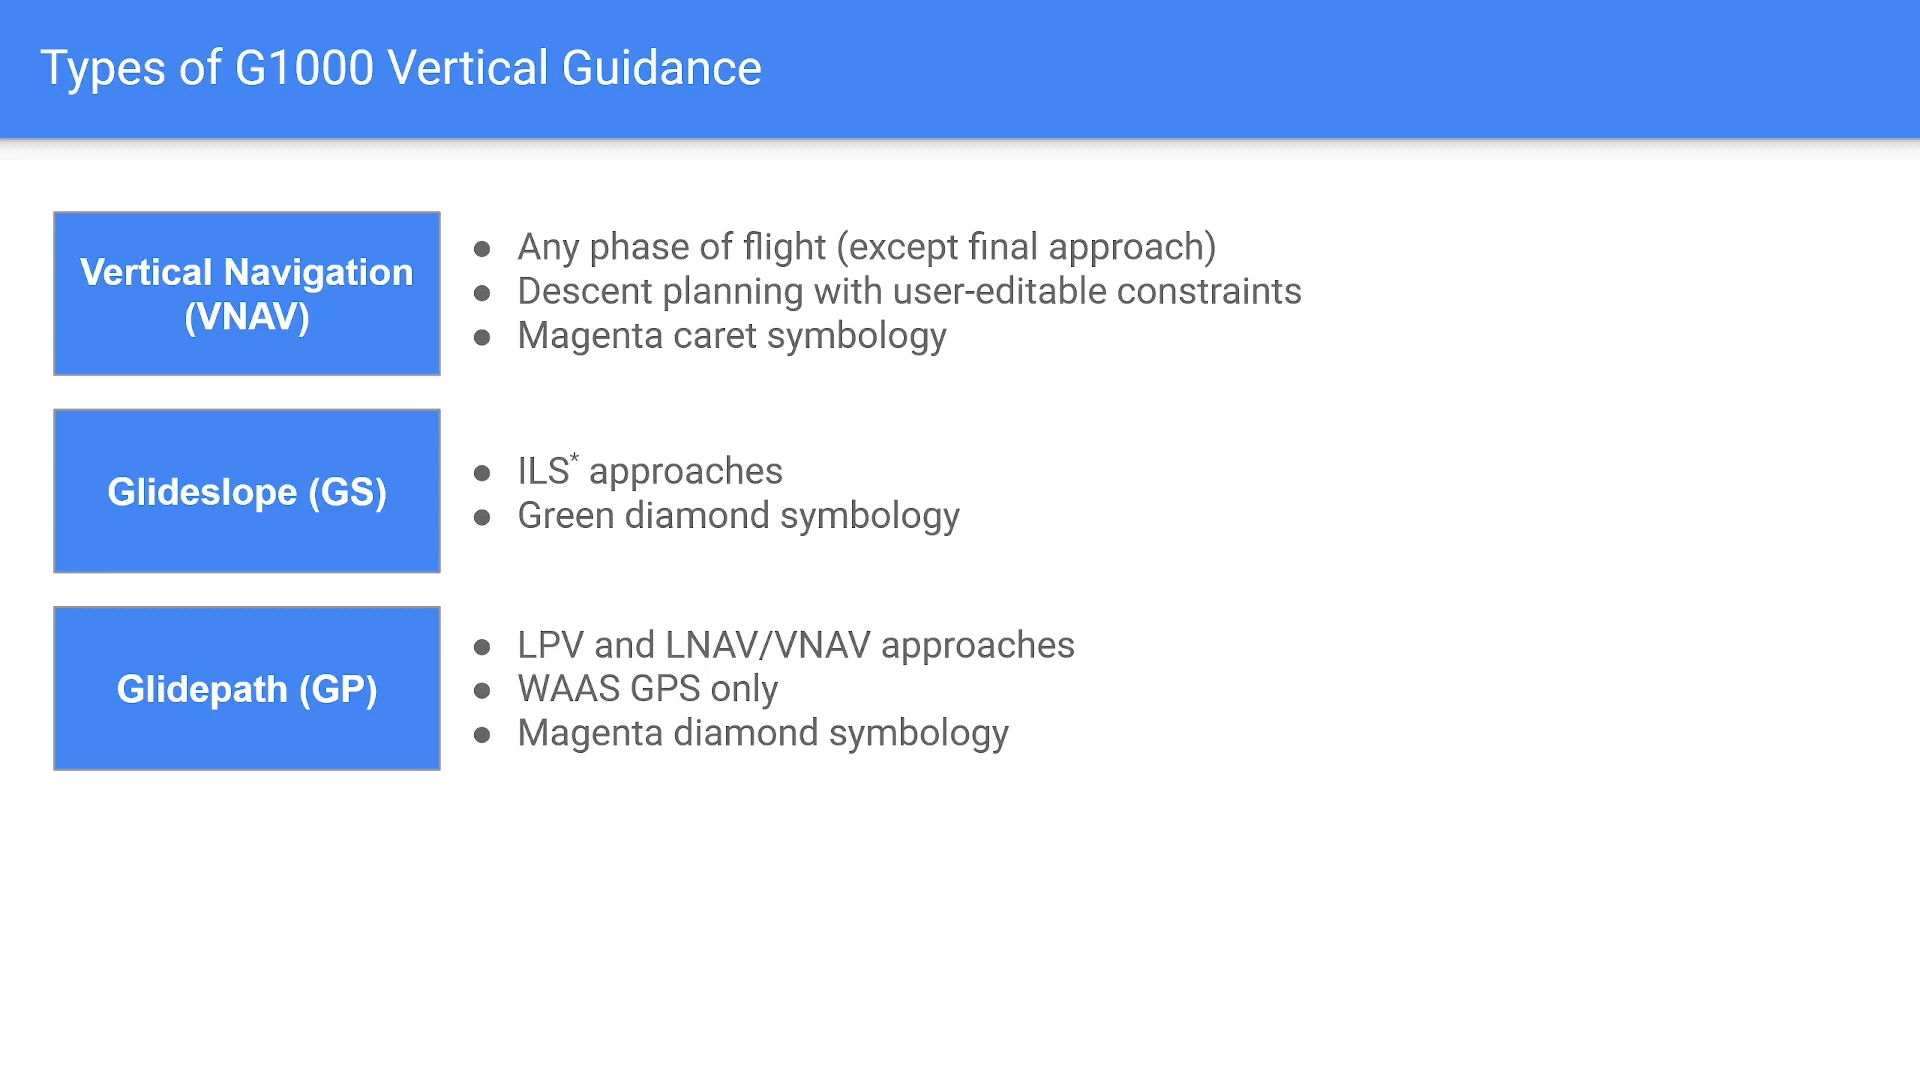 Types of G1000 Vertical Guidance
Vertical Navigation
(VNAV)
● Any phase of flight (except final approach)
● Descent planning with user-editable constraints
● Magenta caret symbology
Glideslope (GS)
● ILS* approaches
● Green diamond symbology
Glidepath (GP)
● LPV and LNAV/VNAV approaches
● WAAS GPS only
● Magenta diamond symbology